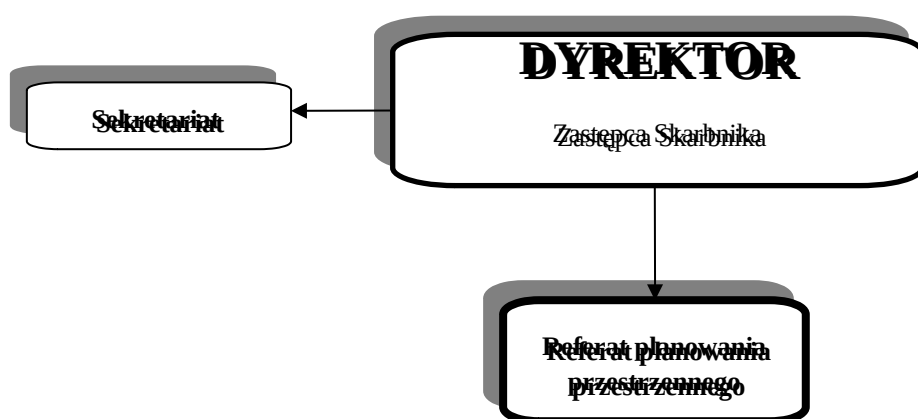 DYREKTOR
Sekretariat
Zastępca Skarbnika
Referat planowania
przestrzennego